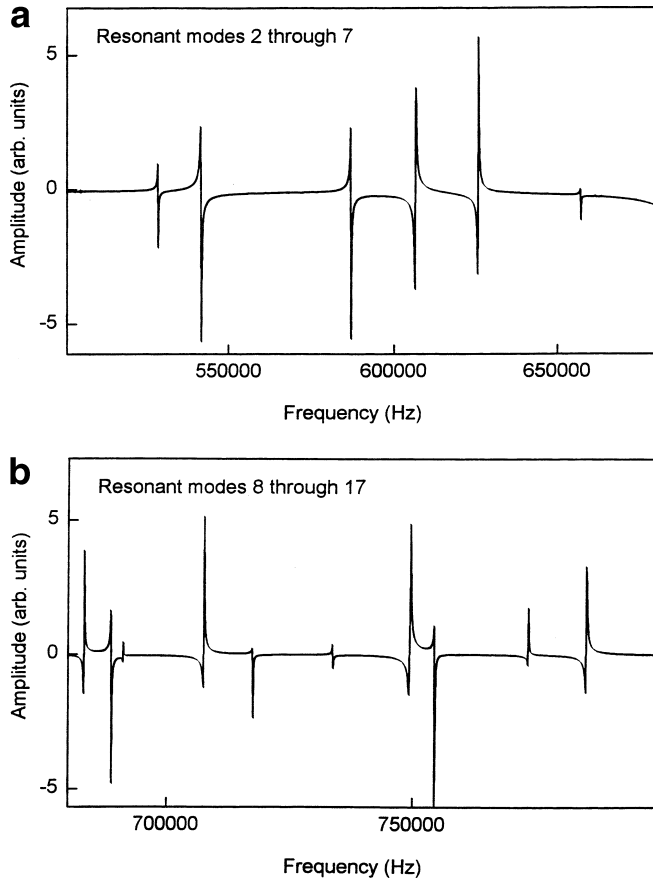 a
Resonant modes 2 through 7
5
0
-5
Amplitude (arb. units)
550000 600000 650000
Frequency (Hz)
b
Resonant modes 8 through 17
5
0
-5
Amplitude (arb. units)
700000 750000
Frequency (Hz)